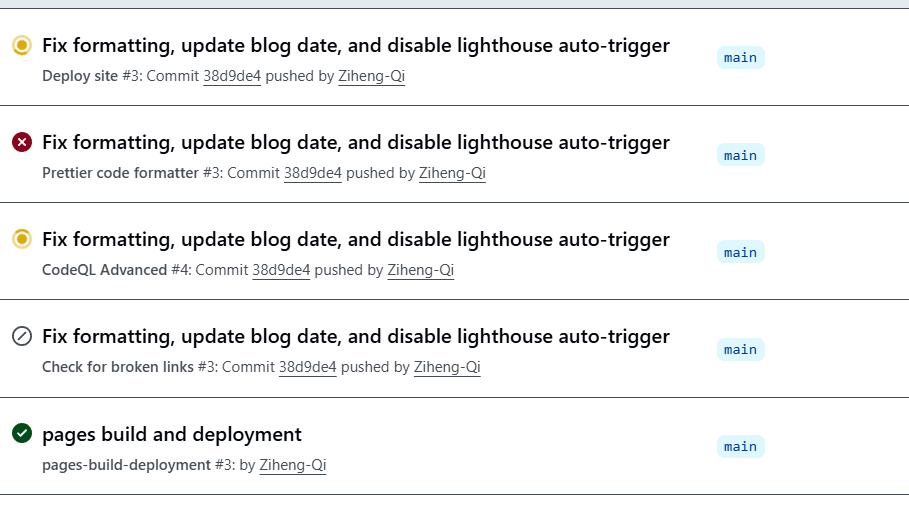 Fix formatting, update blog date, and disable lighthouse auto-trigger
main
Deploy site #3: Commit 38d9de4 pushed by Ziheng-Qi
Fix formatting, update blog date, and disable lighthouse auto-trigger
main
Prettier code formatter #3: Commit 38d9de4 pushed by Ziheng-Qi
Fix formatting, update blog date, and disable lighthouse auto-trigger
main
CodeQL Advanced #4: Commit 38d9de4 pushed by Ziheng-Qi
Fix formatting, update blog date, and disable lighthouse auto-trigger
main
Check for broken links #3: Commit 38d9de4 pushed by Ziheng-Qi
pages build and deployment
main
pages-build-deployment #3: by Ziheng-Qi